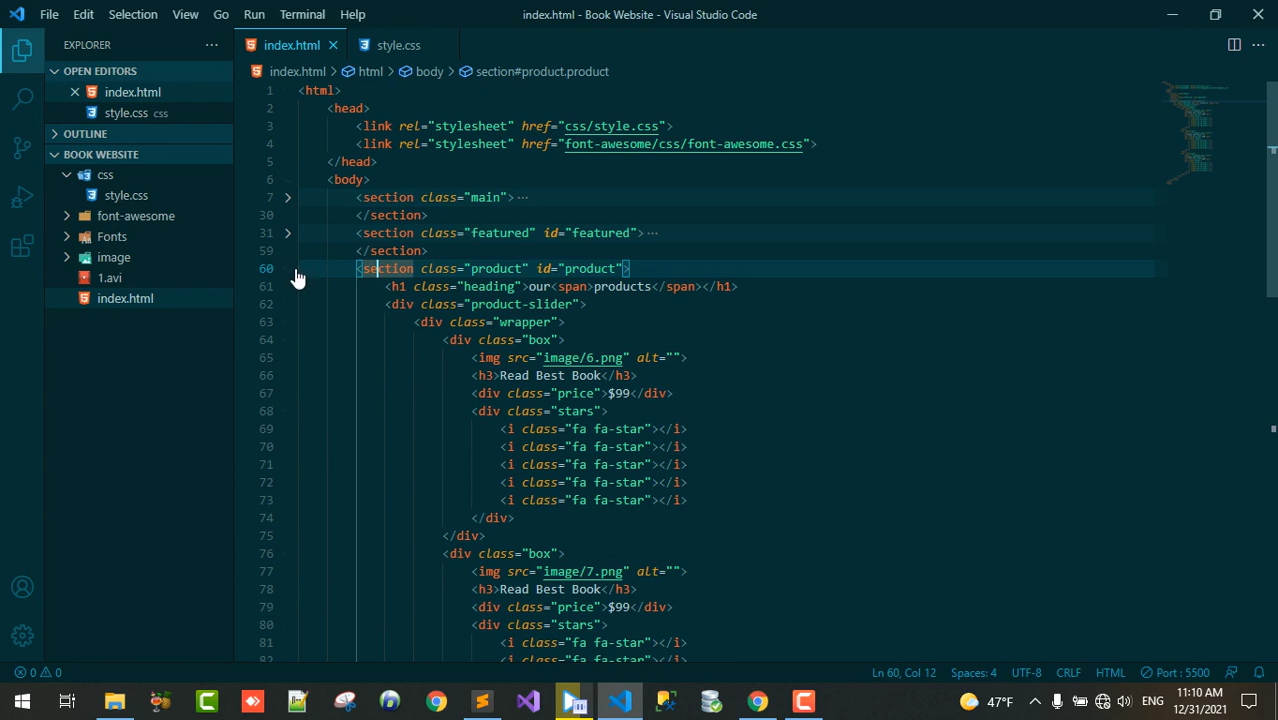 File Edit Selection View Go Run Terminal Help
index.html - Book Website - Visual Studio Code
EXPLORER
OPEN EDITORS
index.html
style.css css
OUTLINE
BOOK WEBSITE
css
style.css
font-awesome
Fonts
image
1.avi
index.html
index.html style.css
index.html > html > body > section#product.product
1 <html>
2 <head>
3 <link rel="stylesheet" href="css/style.css">
4 <link rel="stylesheet" href="font-awesome/css/font-awesome.css">
5 </head>
6 <body>
7 <section class="main"> ...
30 </section>
31 <section class="featured" id="featured"> ...
59 </section>
60 <section class="product" id="product">
61 <h1 class="heading">our<span>products</span></h1>
62 <div class="product-slider">
63 <div class="wrapper">
64 <div class="box">
65 <img src="image/6.png" alt="">
66 <h3>Read Best Book</h3>
67 <div class="price">$99</div>
68 <div class="stars">
69 <i class="fa fa-star"></i>
70 <i class="fa fa-star"></i>
71 <i class="fa fa-star"></i>
72 <i class="fa fa-star"></i>
73 <i class="fa fa-star"></i>
74 </div>
75 </div>
76 <div class="box">
77 <img src="image/7.png" alt="">
78 <h3>Read Best Book</h3>
79 <div class="price">$99</div>
80 <div class="stars">
81 <i class="fa fa-star"></i>
82 <i class="fa fa-star"></i>
0 0
Ln 60, Col 12 Spaces: 4 UTF-8 CRLF HTML Port : 5500
47°F ENG 11:10 AM
12/31/2021